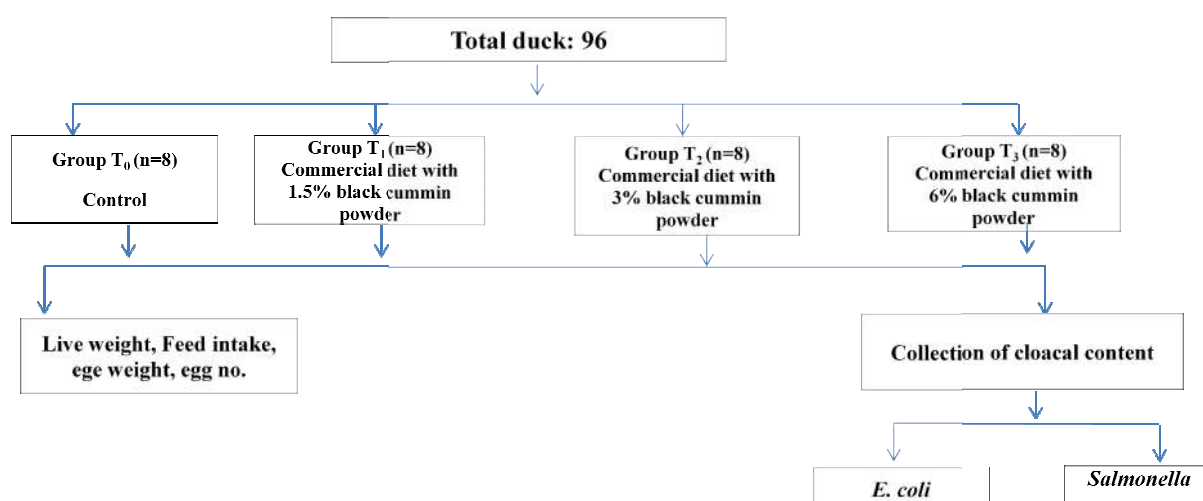 Total duck: 96
Group T₀ (n=8)
Control
Group T₁ (n=8)
Commercial diet with
1.5% black cummin
powder
Group T₂ (n=8)
Commercial diet with
3% black cummin
powder
Group T₃ (n=8)
Commercial diet with
6% black cummin
powder
Live weight, Feed intake,
ege weight, egg no.
Collection of cloacal content
E. coli
Salmonella